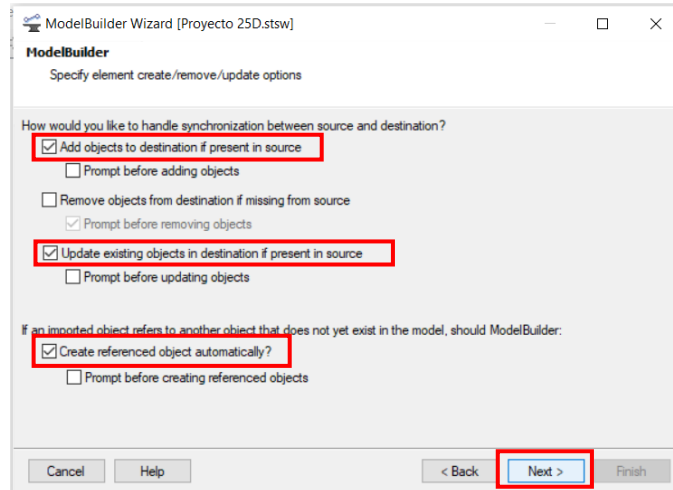 ModelBuilder Wizard [Proyecto 25D.stsw]
ModelBuilder
Specify element create/remove/update options
How would you like to handle synchronization between source and destination?
Add objects to destination if present in source
Prompt before adding objects
Remove objects from destination if missing from source
Prompt before removing objects
Update existing objects in destination if present in source
Prompt before updating objects
If an imported object refers to another object that does not yet exist in the model, should ModelBuilder:
Create referenced object automatically?
Prompt before creating referenced objects
Cancel Help < Back Next > Finish